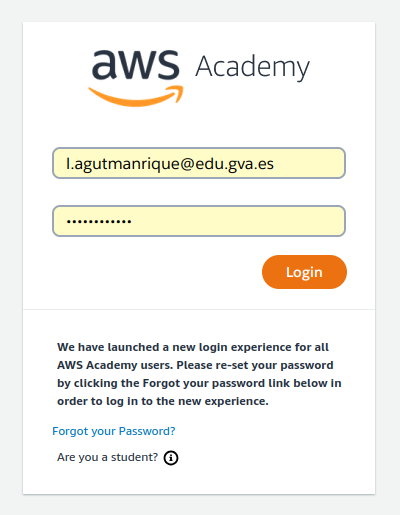 aws Academy
l.agutmanrique@edu.gva.es
••••••••••••
Login
We have launched a new login experience for all
AWS Academy users. Please re-set your password
by clicking the Forgot your password link below in
order to log in to the new experience.
Forgot your Password?
Are you a student?